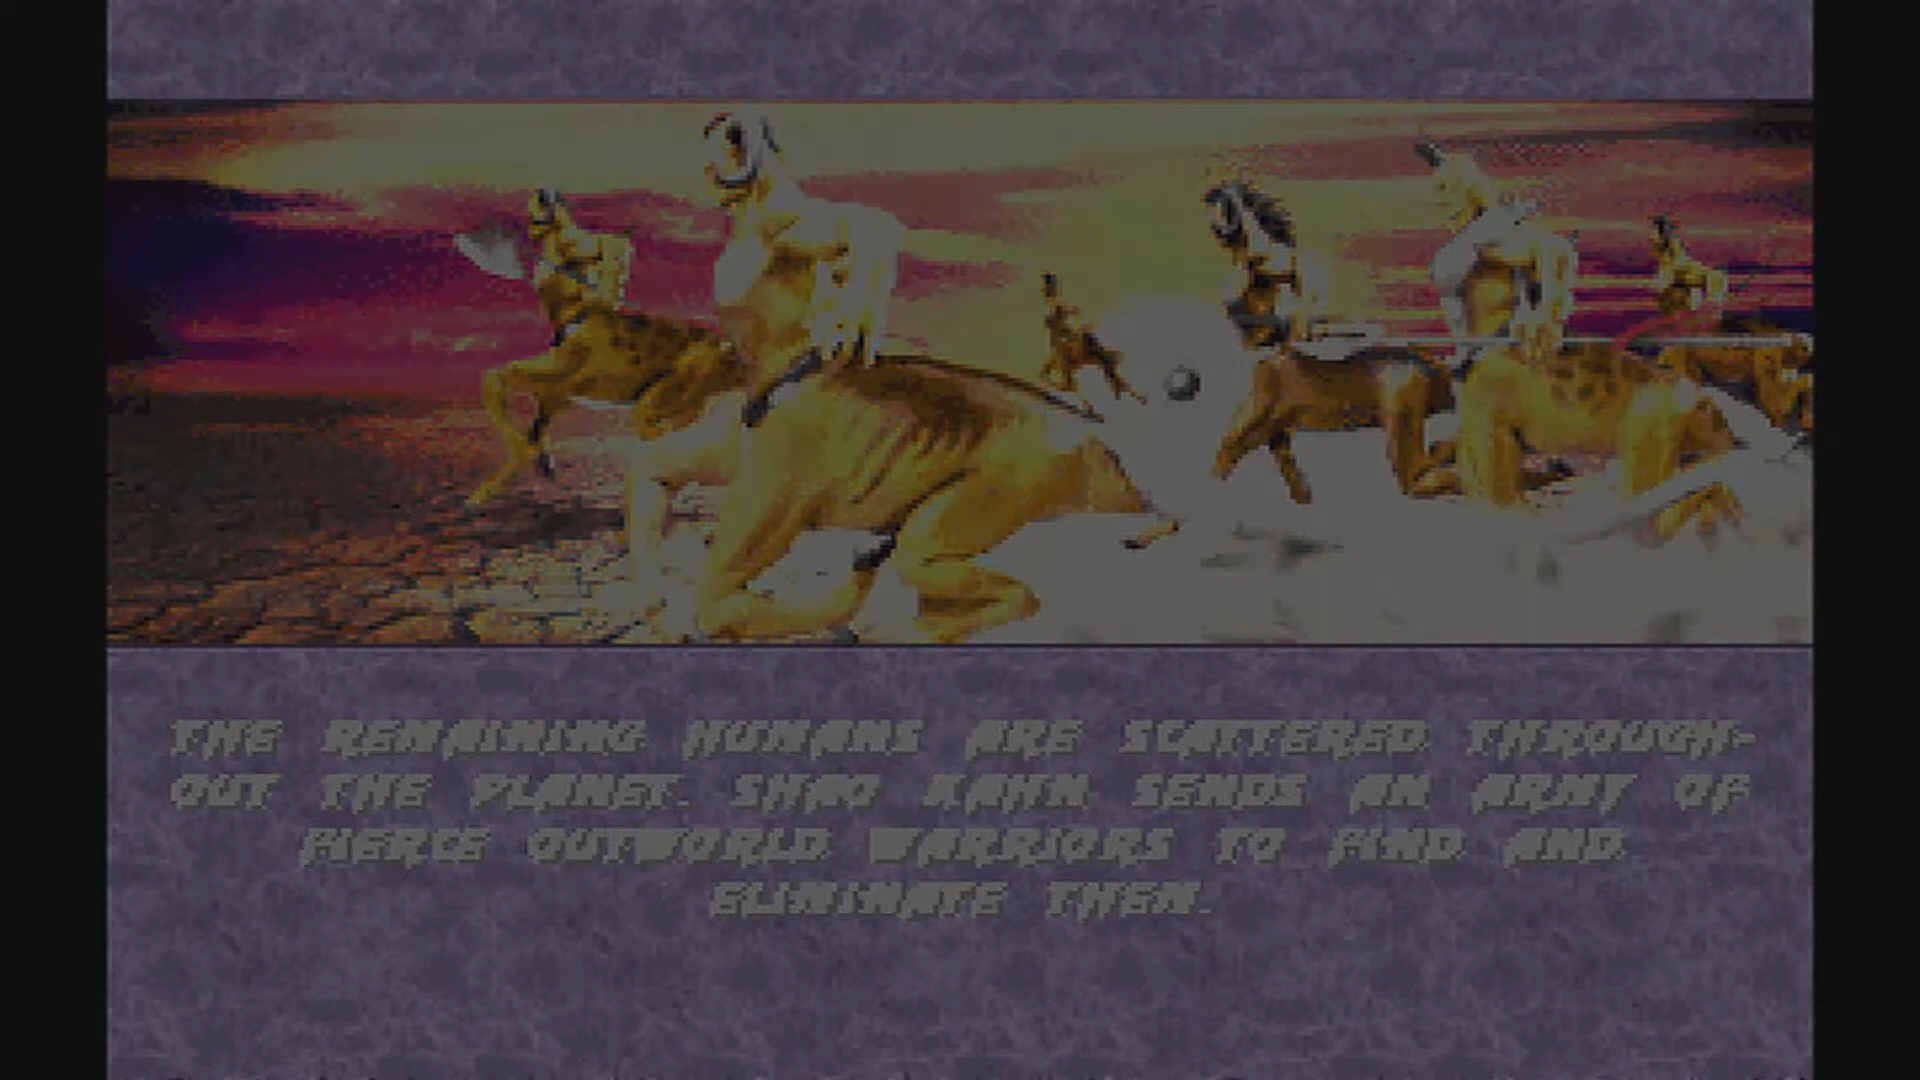 THE REMAINING HUMANS ARE SCATTERED THROUGH-
OUT THE PLANET. SHAO KAHN SENDS AN ARMY OF
FIERCE OUTWORLD WARRIORS TO FIND AND
ELIMINATE THEM.